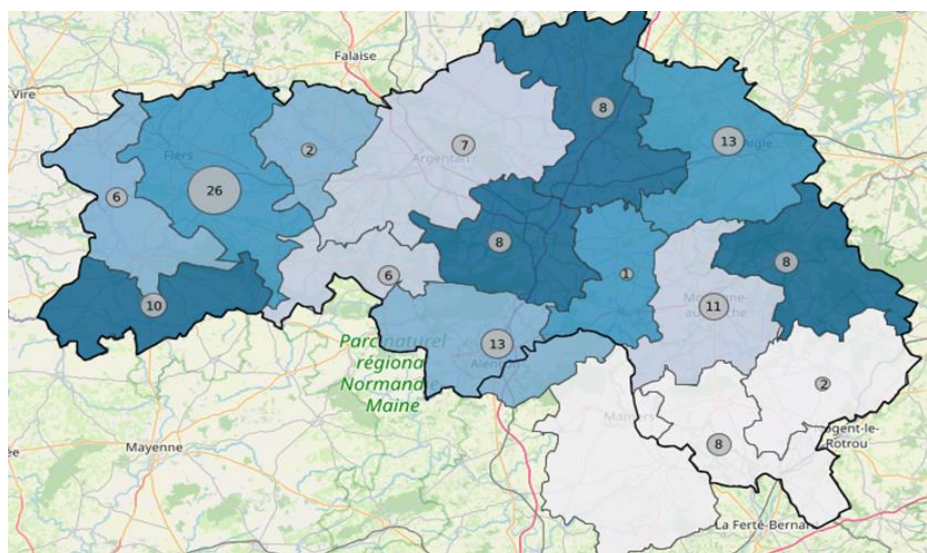 Falaise
Vire
8
Flers
2
7
Argentan
13
Aigle
6
26
8
8
6
1
10
11
Parc naturel
13
Alençon
régional
Normandie-
Maine
2
Mamers
Nogent-le-
Rotrou
8
Mayenne
La Ferté-Bernard